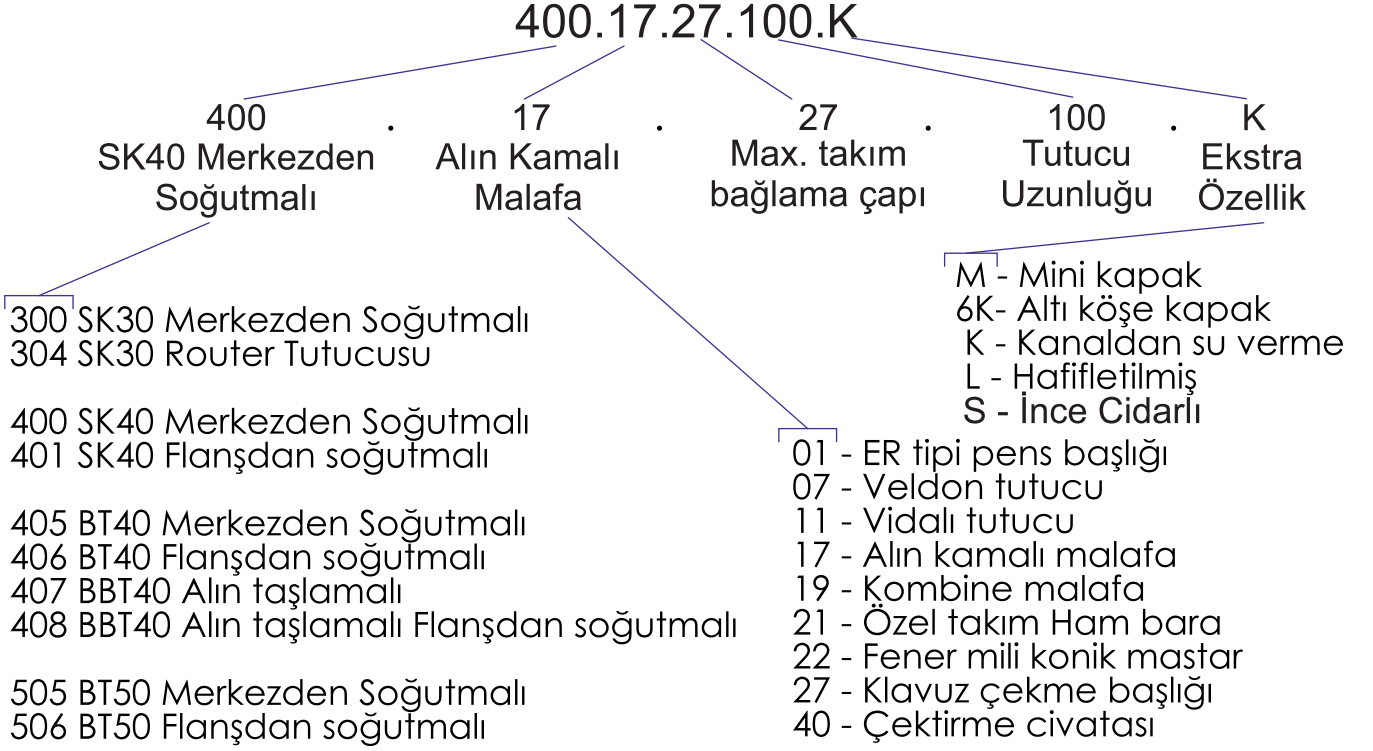 400.17.27.100.K
400 . 17 . 27 . 100 . K
SK40 Merkezden
Soğutmalı
Alın Kamalı
Malafa
Max. takım
bağlama çapı
Tutucu
Uzunluğu
Ekstra
Özellik
300 SK30 Merkezden Soğutmalı
304 SK30 Router Tutucusu
400 SK40 Merkezden Soğutmalı
401 SK40 Flanşdan soğutmalı
405 BT40 Merkezden Soğutmalı
406 BT40 Flanşdan soğutmalı
407 BBT40 Alın taşlamalı
408 BBT40 Alın taşlamalı Flanşdan soğutmalı
505 BT50 Merkezden Soğutmalı
506 BT50 Flanşdan soğutmalı
M - Mini kapak
6K- Altı köşe kapak
K - Kanaldan su verme
L - Hafifletilmiş
S - İnce Cidarlı
01 - ER tipi pens başlığı
07 - Veldon tutucu
11 - Vidalı tutucu
17 - Alın kamalı malafa
19 - Kombine malafa
21 - Özel takım Ham bara
22 - Fener mili konik mastar
27 - Klavuz çekme başlığı
40 - Çektirme civatası